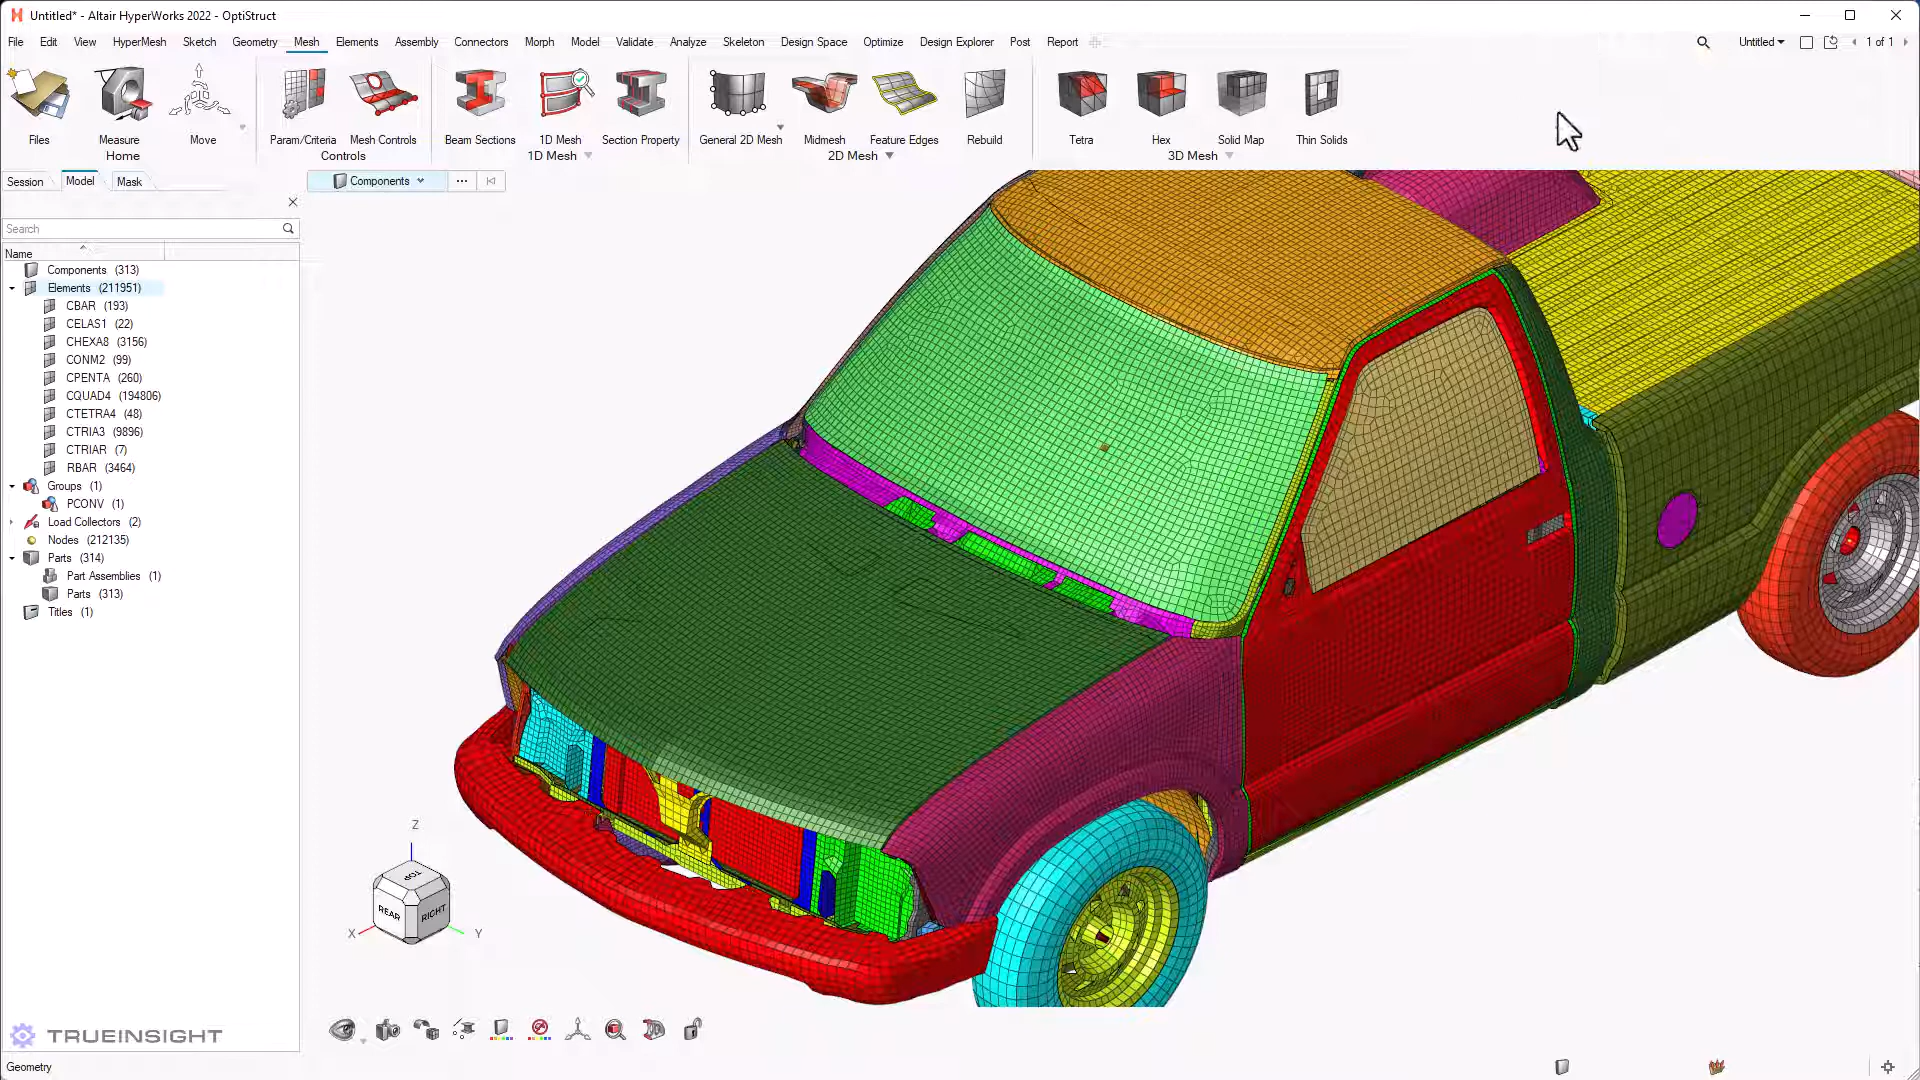 Untitled* - Altair HyperWorks 2022 - OptiStruct
File Edit View HyperMesh Sketch Geometry Mesh Elements Assembly Connectors Morph Model Validate Analyze Skeleton Design Space Optimize Design Explorer Post Report Untitled 1 of 1
Files Measure Move Param/Criteria Mesh Controls Beam Sections 1D Mesh Section Property General 2D Mesh Midmesh Feature Edges Rebuild Tetra Hex Solid Map Thin Solids
Home Controls 1D Mesh 2D Mesh 3D Mesh
Session Model Mask Components
Search
Name
Components (313)
Elements (211951)
CBAR (193)
CELAS1 (22)
CHEXA8 (3156)
CONM2 (99)
CPENTA (260)
CQUAD4 (194806)
CTETRA4 (48)
CTRIA3 (9896)
CTRIAR (7)
RBAR (3464)
Groups (1)
PCONV (1)
Load Collectors (2)
Nodes (212135)
Parts (314)
Part Assemblies (1)
Parts (313)
Titles (1)
Z
TOP
REAR RIGHT
X Y
TRUEINSIGHT
Geometry